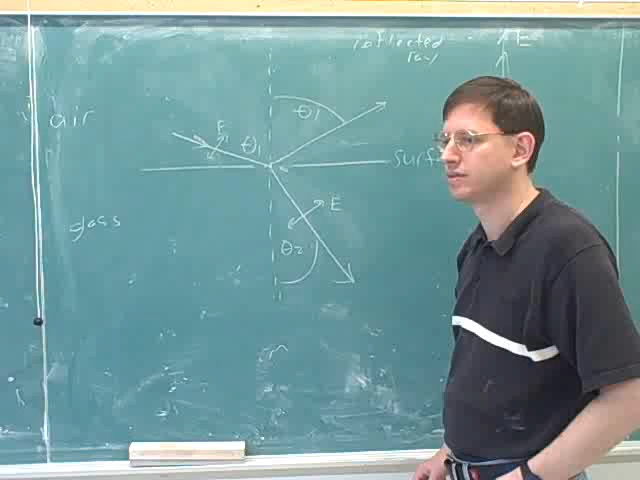 reflected
ray
E
air
E
θ₁
θ₁
surf
glass
E
θ₂